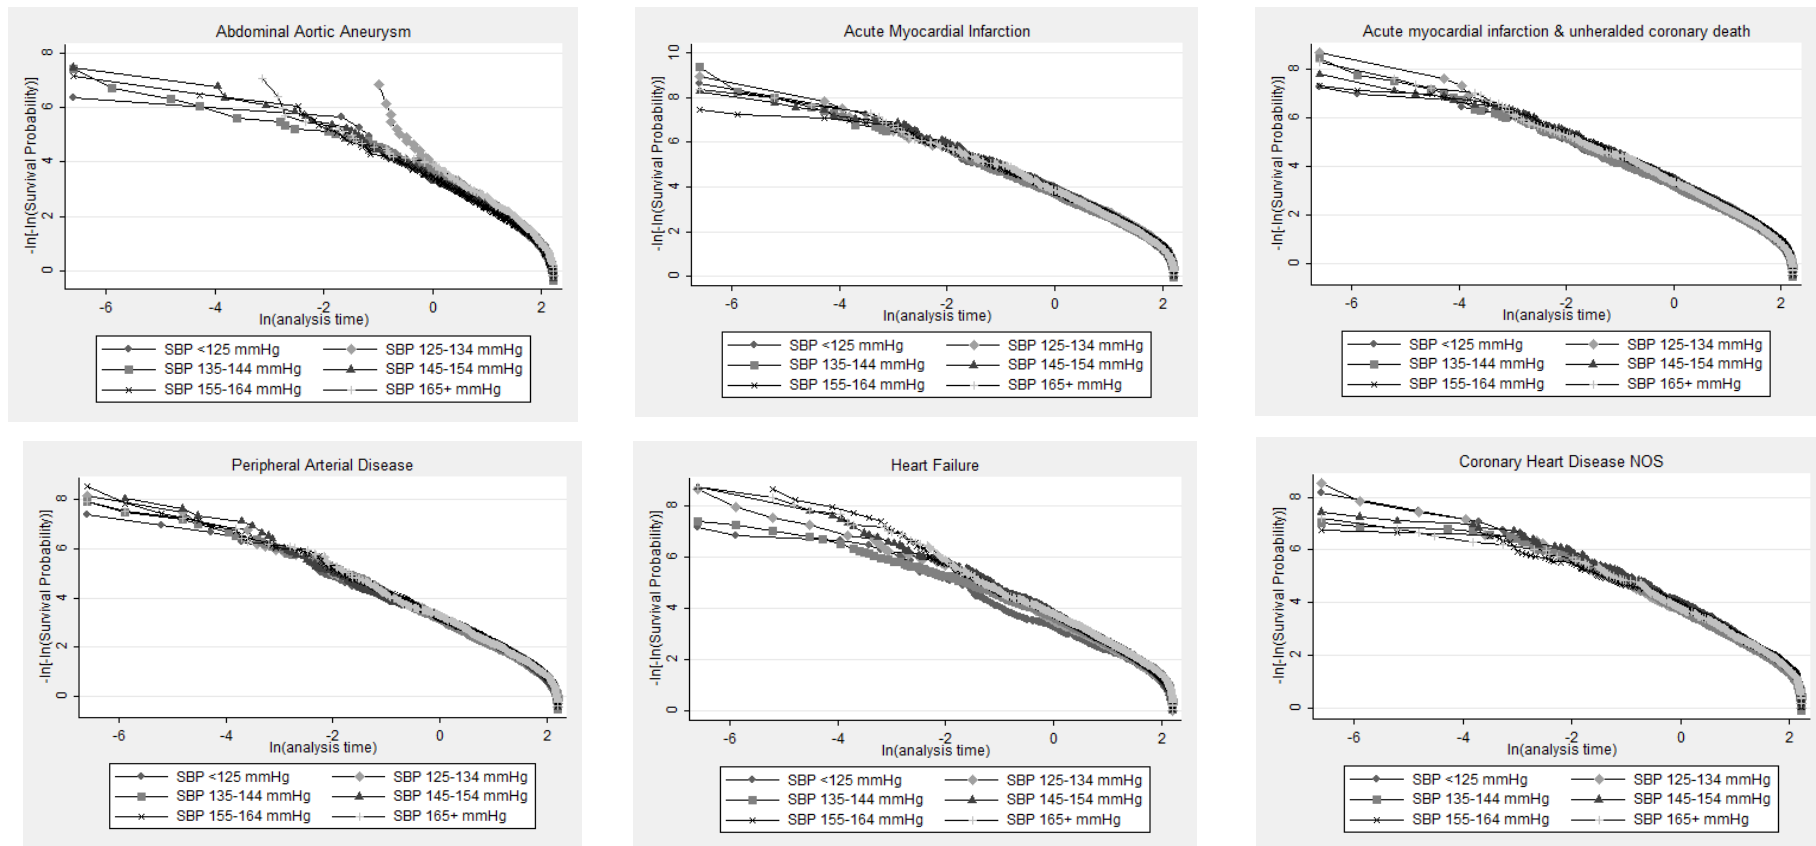 Abdominal Aortic Aneurysm
-ln[-ln(Survival Probability)]
8
6
4
2
0
-6 -4 -2 0 2
ln(analysis time)
SBP <125 mmHg SBP 125-134 mmHg
SBP 135-144 mmHg SBP 145-154 mmHg
SBP 155-164 mmHg SBP 165+ mmHg
Acute Myocardial Infarction
-ln[-ln(Survival Probability)]
10
8
6
4
2
0
-6 -4 -2 0 2
ln(analysis time)
SBP <125 mmHg SBP 125-134 mmHg
SBP 135-144 mmHg SBP 145-154 mmHg
SBP 155-164 mmHg SBP 165+ mmHg
Acute myocardial infarction & unheralded coronary death
-ln[-ln(Survival Probability)]
8
6
4
2
0
-6 -4 -2 0 2
ln(analysis time)
SBP <125 mmHg SBP 125-134 mmHg
SBP 135-144 mmHg SBP 145-154 mmHg
SBP 155-164 mmHg SBP 165+ mmHg
Peripheral Arterial Disease
-ln[-ln(Survival Probability)]
8
6
4
2
0
-6 -4 -2 0 2
ln(analysis time)
SBP <125 mmHg SBP 125-134 mmHg
SBP 135-144 mmHg SBP 145-154 mmHg
SBP 155-164 mmHg SBP 165+ mmHg
Heart Failure
-ln[-ln(Survival Probability)]
8
6
4
2
0
-6 -4 -2 0 2
ln(analysis time)
SBP <125 mmHg SBP 125-134 mmHg
SBP 135-144 mmHg SBP 145-154 mmHg
SBP 155-164 mmHg SBP 165+ mmHg
Coronary Heart Disease NOS
-ln[-ln(Survival Probability)]
8
6
4
2
0
-6 -4 -2 0 2
ln(analysis time)
SBP <125 mmHg SBP 125-134 mmHg
SBP 135-144 mmHg SBP 145-154 mmHg
SBP 155-164 mmHg SBP 165+ mmHg